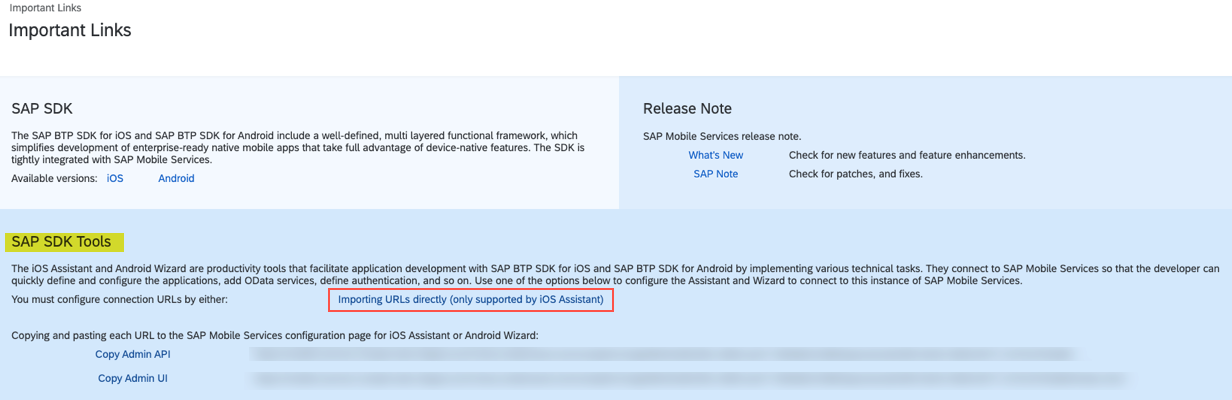 Important Links
Important Links
SAP SDK
The SAP BTP SDK for iOS and SAP BTP SDK for Android include a well-defined, multi layered functional framework, which
simplifies development of enterprise-ready native mobile apps that take full advantage of device-native features. The SDK is
tightly integrated with SAP Mobile Services.
Available versions: iOS Android
Release Note
SAP Mobile Services release note.
What's New Check for new features and feature enhancements.
SAP Note Check for patches, and fixes.
SAP SDK Tools
The iOS Assistant and Android Wizard are productivity tools that facilitate application development with SAP BTP SDK for iOS and SAP BTP SDK for Android by implementing various technical tasks. They connect to SAP Mobile Services so that the developer can
quickly define and configure the applications, add OData services, define authentication, and so on. Use one of the options below to configure the Assistant and Wizard to connect to this instance of SAP Mobile Services.
You must configure connection URLs by either: Importing URLs directly (only supported by iOS Assistant)
Copying and pasting each URL to the SAP Mobile Services configuration page for iOS Assistant or Android Wizard:
Copy Admin API
Copy Admin UI